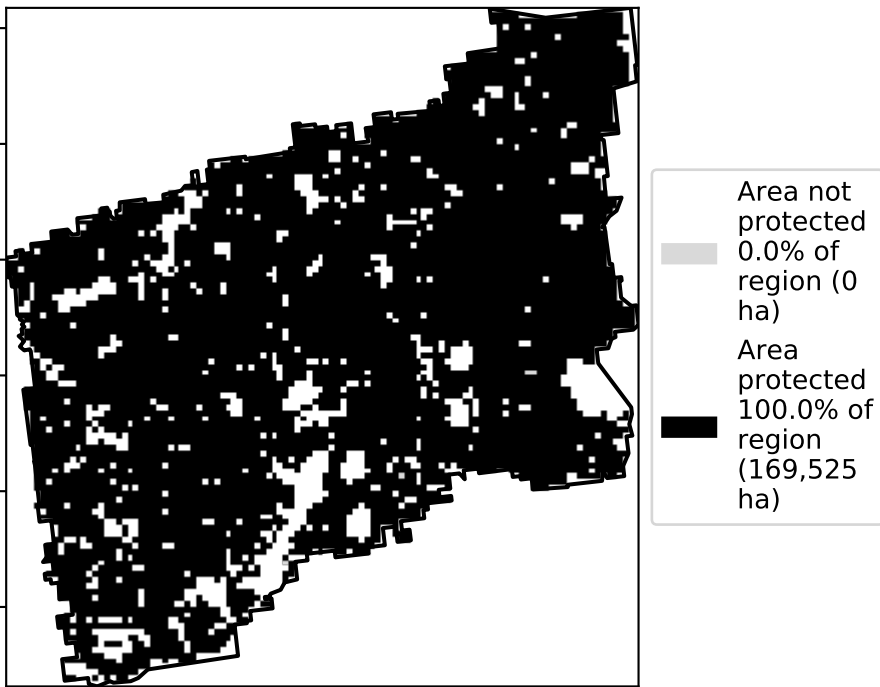 Area not
protected
0.0% of
region (0
ha)
Area
protected
100.0% of
region
(169,525
ha)